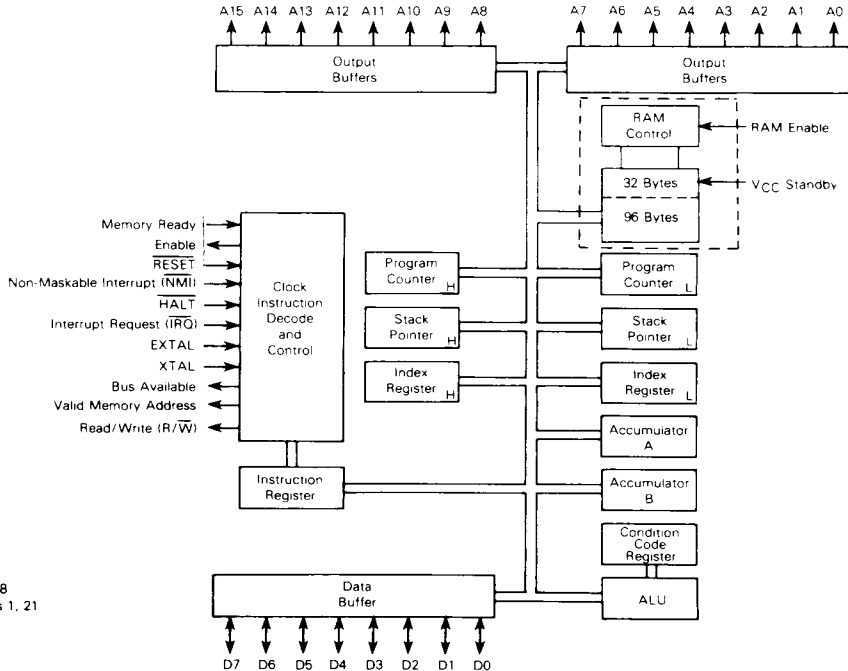 A15 A14 A13 A12 A11 A10 A9 A8
A7 A6 A5 A4 A3 A2 A1 A0
Output
Buffers
Output
Buffers
RAM
Control
RAM Enable
32 Bytes
VCC Standby
96 Bytes
Memory Ready
Enable
RESET
Non-Maskable Interrupt (NMI)
HALT
Interrupt Request (IRQ)
EXTAL
XTAL
Bus Available
Valid Memory Address
Read/Write (R/W)
Clock
Instruction
Decode
and
Control
Program
Counter
H
Program
Counter
L
Stack
Pointer
H
Stack
Pointer
L
Index
Register
H
Index
Register
L
Accumulator
A
Instruction
Register
Accumulator
B
Condition
Code
Register
Data
Buffer
ALU
8
s 1, 21
D7 D6 D5 D4 D3 D2 D1 D0